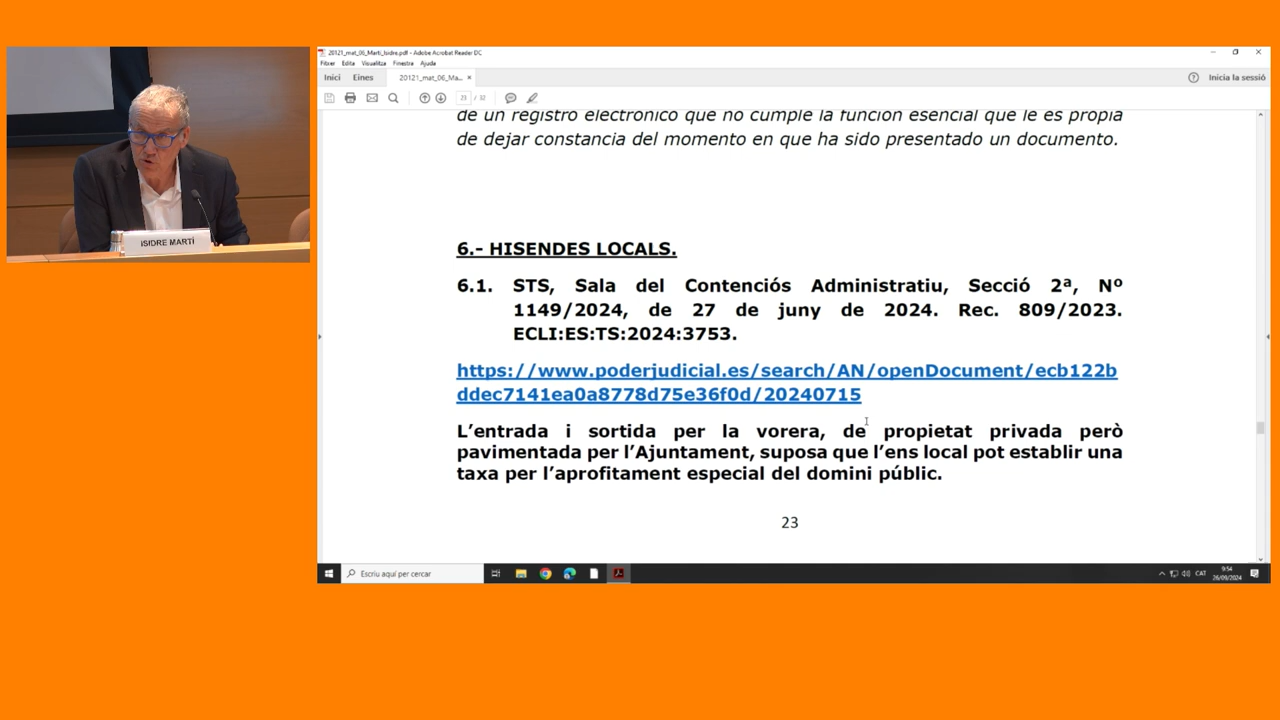 ISIDRE MARTÍ
20121_mat_06_Marti_Isidre.pdf - Adobe Acrobat Reader DC
Fitxer Edita Visualitza Finestra Ajuda
Inici Eines 20121_mat_06_Ma... × Inicia la sessió
23 / 32
de un registro electrónico que no cumple la función esencial que le es propia
de dejar constancia del momento en que ha sido presentado un documento.
6.- HISENDES LOCALS.
6.1. STS, Sala del Contenciós Administratiu, Secció 2ª, Nº
1149/2024, de 27 de juny de 2024. Rec. 809/2023.
ECLI:ES:TS:2024:3753.
https://www.poderjudicial.es/search/AN/openDocument/ecb122b
ddec7141ea0a8778d75e36f0d/20240715
L’entrada i sortida per la vorera, de propietat privada però
pavimentada per l’Ajuntament, suposa que l’ens local pot establir una
taxa per l’aprofitament especial del domini públic.
23
Escriu aquí per cercar
CAT
9:54
26/09/2024